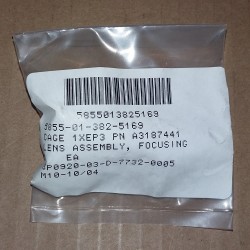 5855013825169
5855-01-382-5169
CAGE 1XEP3 PN A3187441
LENS ASSEMBLY, FOCUSING
EA
SP0920-03-D-7732-0005
M10-10/04